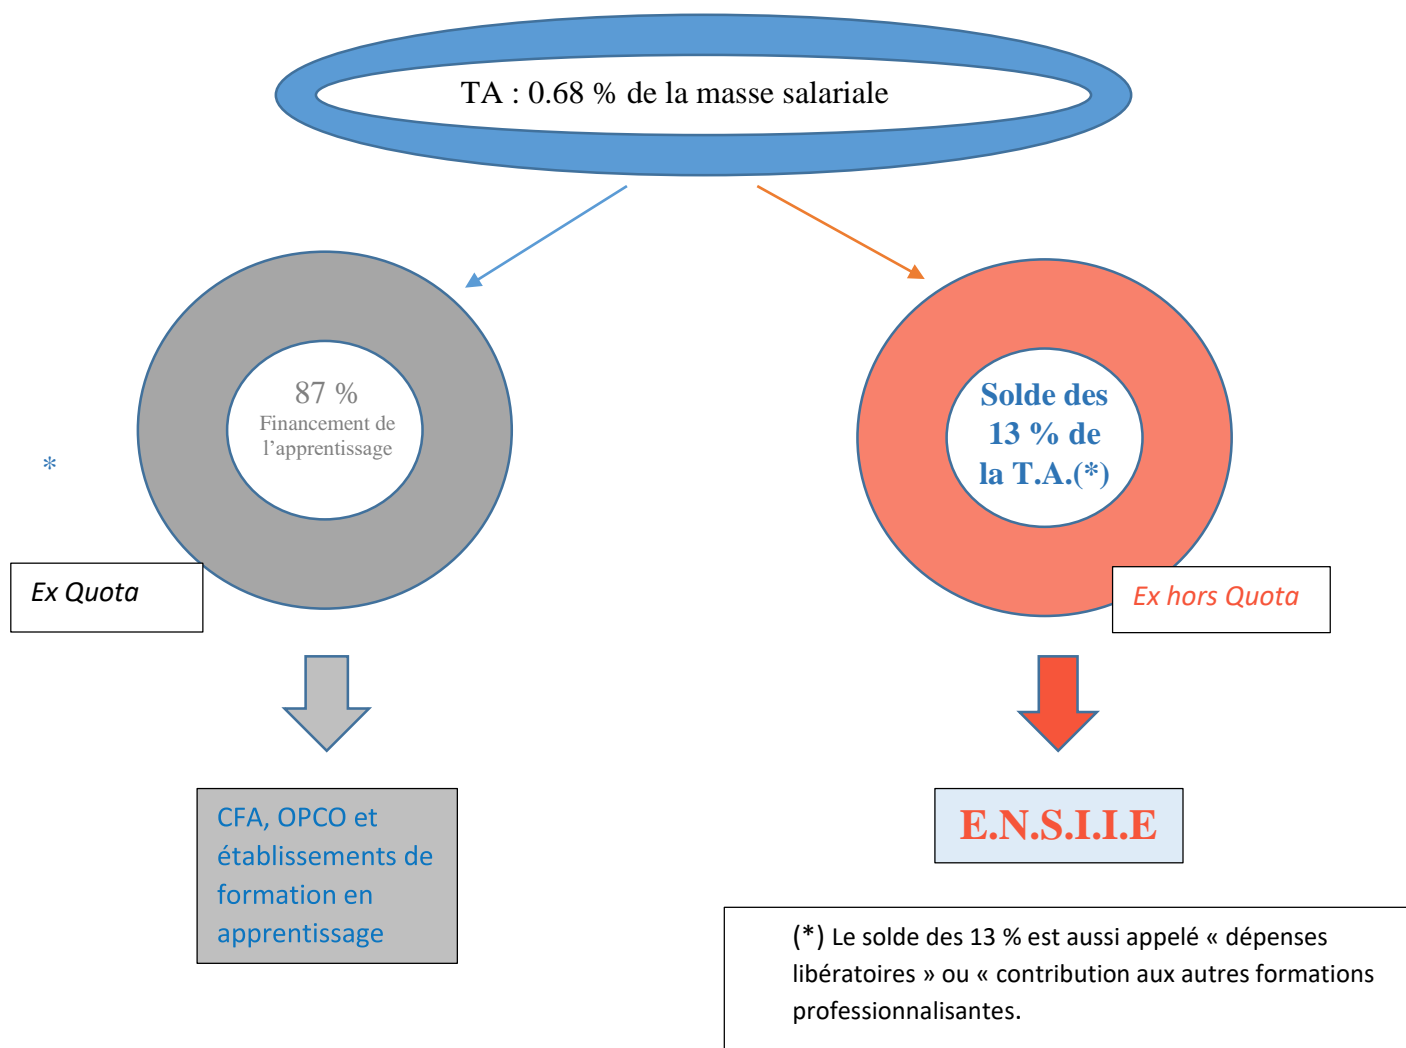 TA : 0.68 % de la masse salariale
87 %
Financement de
l’apprentissage
*
Ex Quota
CFA, OPCO et
établissements de
formation en
apprentissage
Solde des
13 % de
la T.A.(*)
Ex hors Quota
E.N.S.I.I.E
(*) Le solde des 13 % est aussi appelé « dépenses
libératoires » ou « contribution aux autres formations
professionnalisantes.